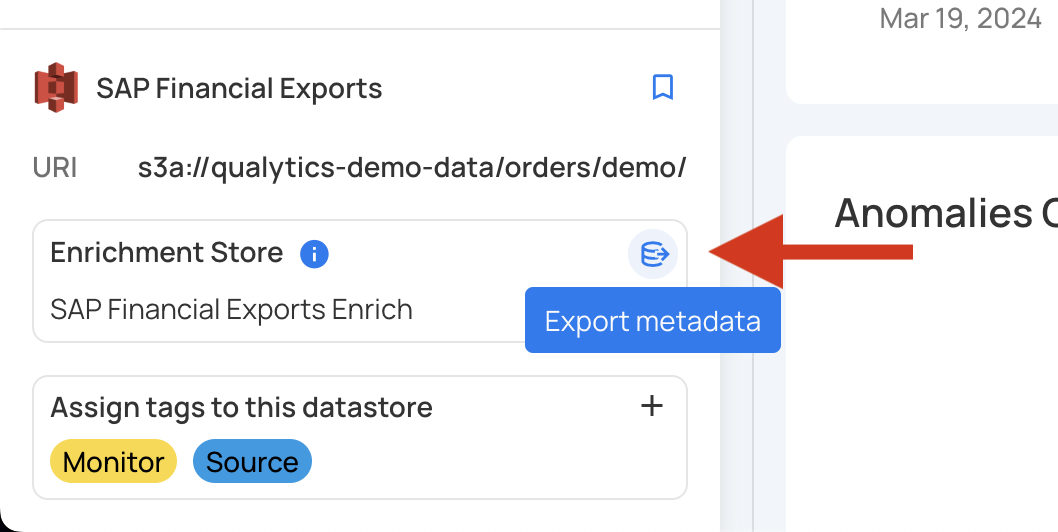 Mar 19, 2024
SAP Financial Exports
URI s3a://qualytics-demo-data/orders/demo/
Anomalies
Enrichment Store i
SAP Financial Exports Enrich
Export metadata
Assign tags to this datastore
Monitor Source